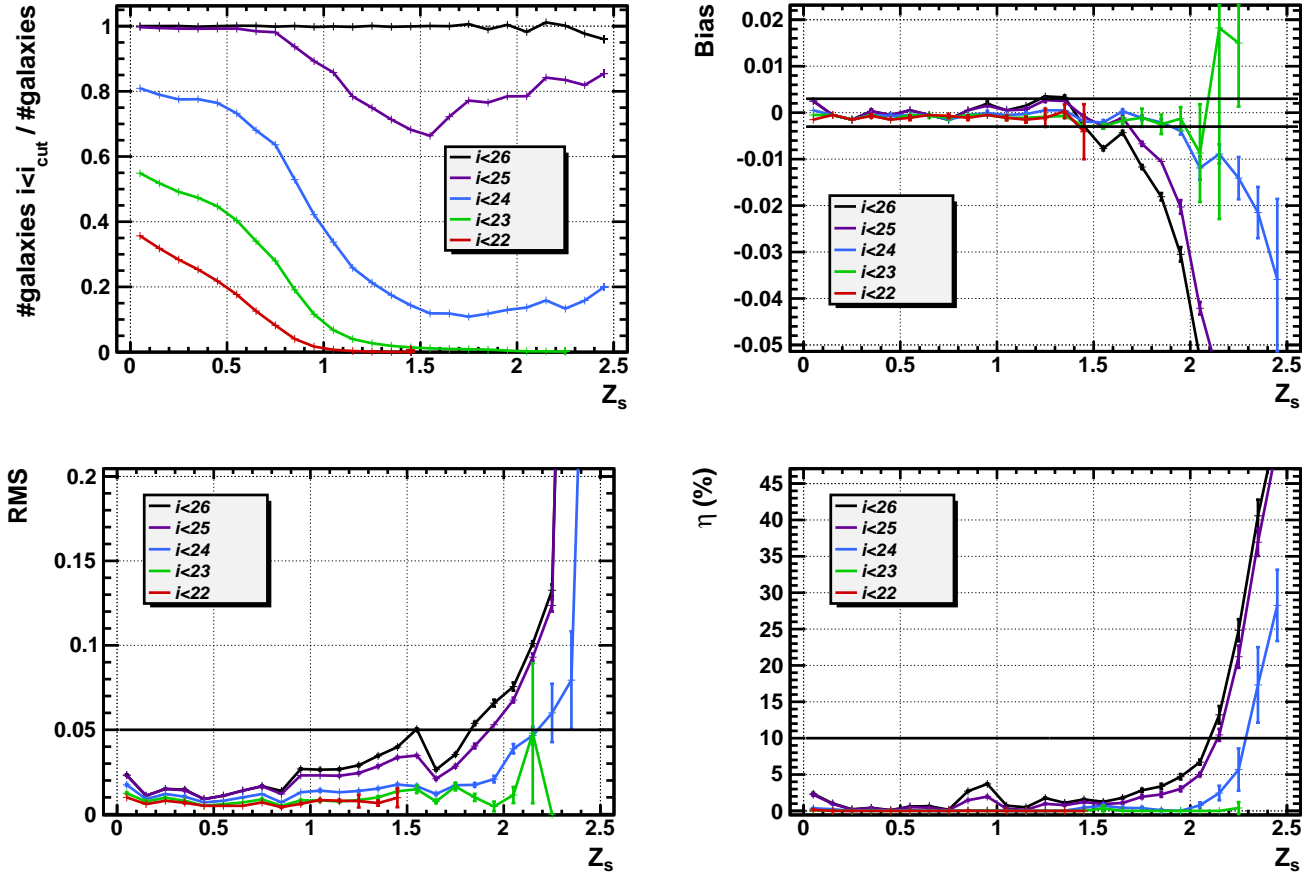 #galaxies i<i_cut / #galaxies
1
0.8
0.6
0.4
0.2
0
i<26
i<25
i<24
i<23
i<22
0 0.5 1 1.5 2 2.5
Z_s
Bias
0.02
0.01
0
-0.01
-0.02
-0.03
-0.04
-0.05
i<26
i<25
i<24
i<23
i<22
0 0.5 1 1.5 2 2.5
Z_s
RMS
0.2
0.15
0.1
0.05
0
i<26
i<25
i<24
i<23
i<22
0 0.5 1 1.5 2 2.5
Z_s
η (%)
45
40
35
30
25
20
15
10
5
0
i<26
i<25
i<24
i<23
i<22
0 0.5 1 1.5 2 2.5
Z_s